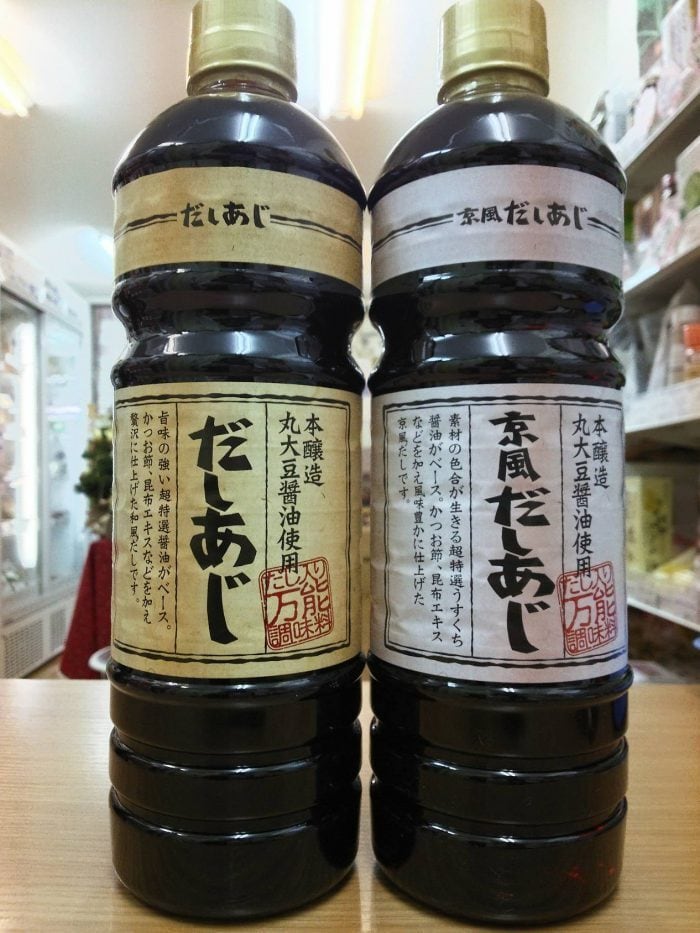 だしあじ
本醸造
丸大豆醤油使用
だしあじ
旨味の強い超特選醤油がベース。
かつお節、昆布エキスなどを加え
贅沢に仕上げた和風だしです。
だし入り
万能
調味料
京風だしあじ
本醸造
丸大豆醤油使用
京風だしあじ
素材の色合が生きる超特選うすくち
醤油がベース。かつお節、昆布エキス
などを加え風味豊かに仕上げた
京風だしです。
だし入り
万能
調味料